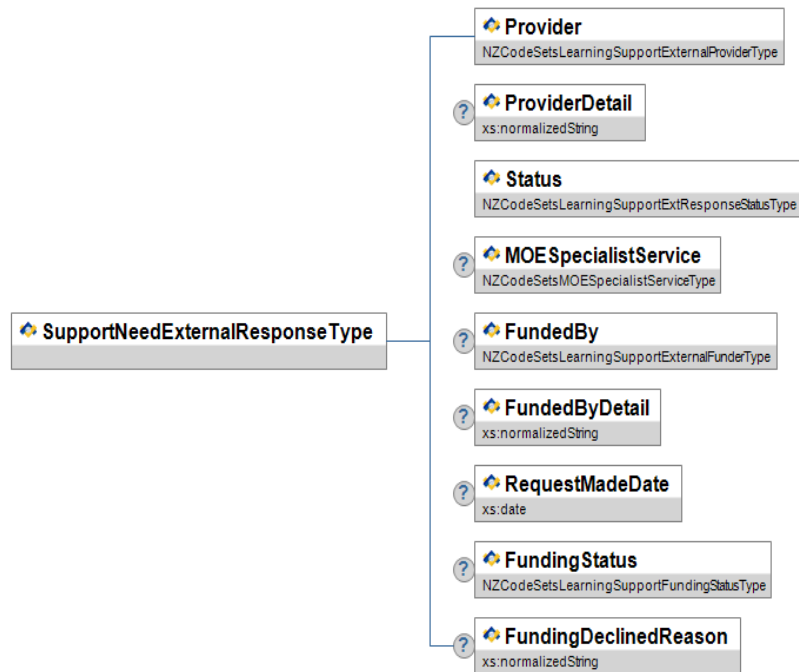 Provider
NZCodeSetsLearningSupportExternalProviderType
?
ProviderDetail
xs:normalizedString
Status
NZCodeSetsLearningSupportExtResponseStatusType
?
MOESpecialistService
NZCodeSetsMOESpecialistServiceType
SupportNeedExternalResponseType
?
FundedBy
NZCodeSetsLearningSupportExternalFunderType
?
FundedByDetail
xs:normalizedString
?
RequestMadeDate
xs:date
?
FundingStatus
NZCodeSetsLearningSupportFundingStatusType
?
FundingDeclinedReason
xs:normalizedString